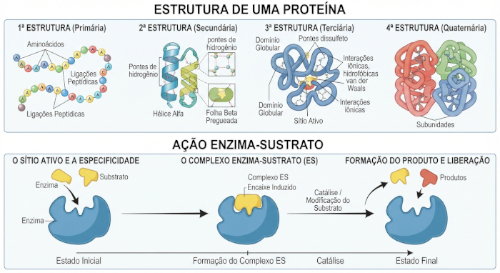 ESTRUTURA DE UMA PROTEÍNA
1ª ESTRUTURA (Primária)
Aminoácidos
Ligações
Peptídicas
Ligações Peptídicas
2ª ESTRUTURA (Secundária)
pontes de
hidrogênio
Pontes de
hidrogênio
Hélice Alfa
Folha Beta
Pregueada
3ª ESTRUTURA (Terciária)
Pontes dissulfeto
Domínio
Globular
Interações
iônicas,
hidrofóbicas
van der
Waals
Domínio
Globular
Interações
Iônicas
Sítio Ativo
4ª ESTRUTURA (Quaternária)
Subunidades
AÇÃO ENZIMA-SUBSTRATO
O SÍTIO ATIVO E A ESPECIFICIDADE
Enzima
Substrato
Enzima
O COMPLEXO ENZIMA-SUBSTRATO (ES)
Complexo ES
Encaixe Induzido
Catálise /
Modificação do
Substrato
FORMAÇÃO DO PRODUTO E LIBERAÇÃO
Produtos
Estado Inicial
Formação do Complexo ES
Catálise
Estado Final